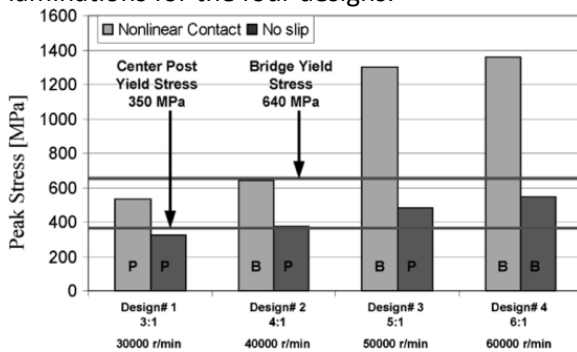 laminations for the four designs.
1600
1400
1200
1000
800
600
400
200
0
Peak Stress [MPa]
Nonlinear Contact No slip
Center Post
Yield Stress
350 MPa
Bridge Yield
Stress
640 MPa
P P B P B P B B
Design# 1
3:1
30000 r/min
Design# 2
4:1
40000 r/min
Design# 3
5:1
50000 r/min
Design# 4
6:1
60000 r/min